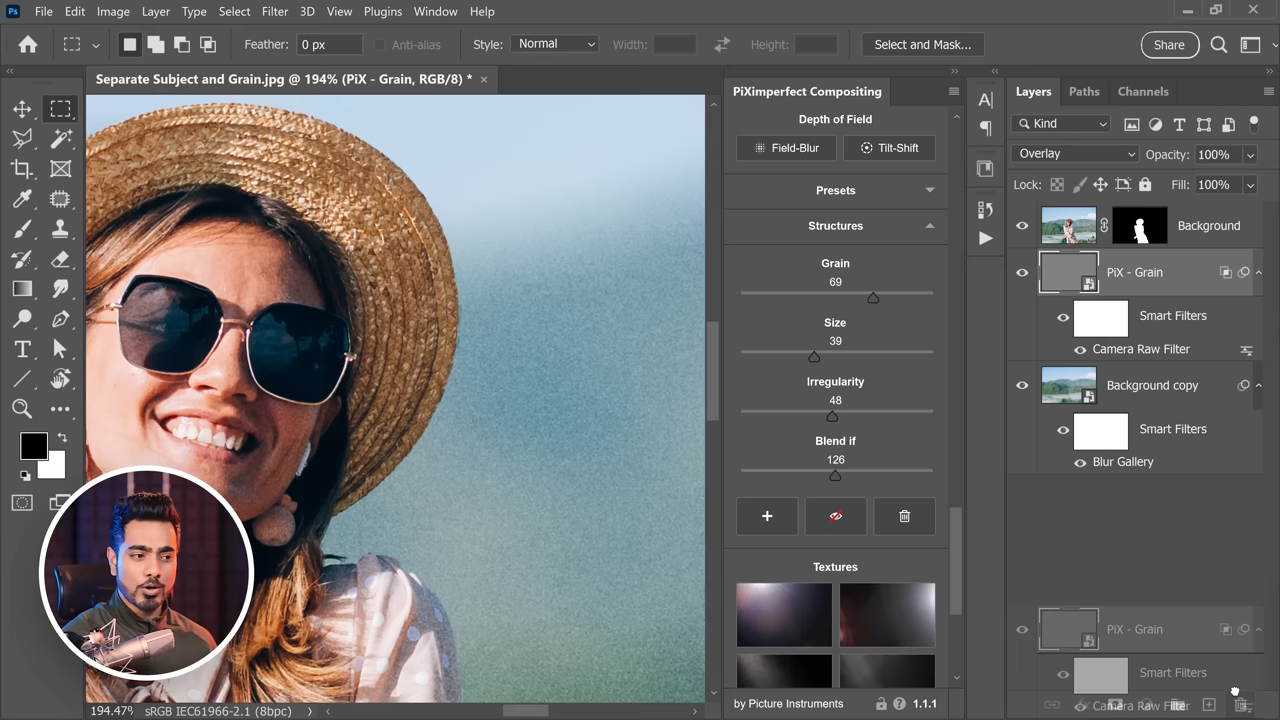 Ps File Edit Image Layer Type Select Filter 3D View Plugins Window Help
Feather: 0 px Anti-alias Style: Normal Width: Height: Select and Mask... Share
Separate Subject and Grain.jpg @ 194% (PiX - Grain, RGB/8) *
PiXimperfect Compositing
Depth of Field
Field-Blur Tilt-Shift
Presets
Structures
Grain
69
Size
39
Irregularity
48
Blend if
126
Textures
by Picture Instruments 1.1.1
Layers Paths Channels
Kind
Overlay Opacity: 100%
Lock: Fill: 100%
Background
PiX - Grain
Smart Filters
Camera Raw Filter
Background copy
Smart Filters
Blur Gallery
PiX - Grain
Smart Filters
Camera Raw Filter
194.47% sRGB IEC61966-2.1 (8bpc)